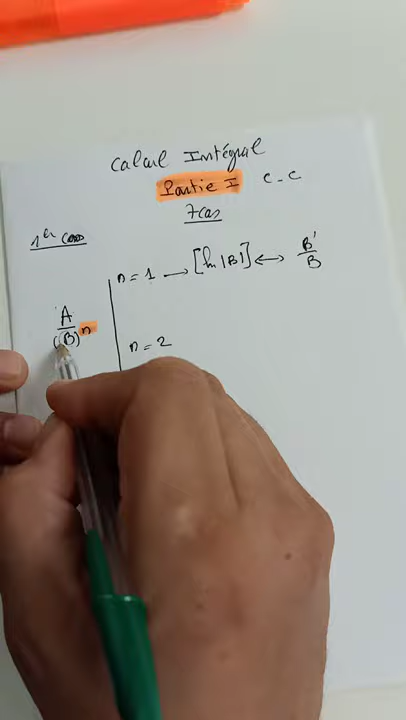 Calcul Intégral
Partie I C-C
7cas
1er cas
n = 1 → [ln|B|] ↔ B'/B
A/(B)^n
n = 2